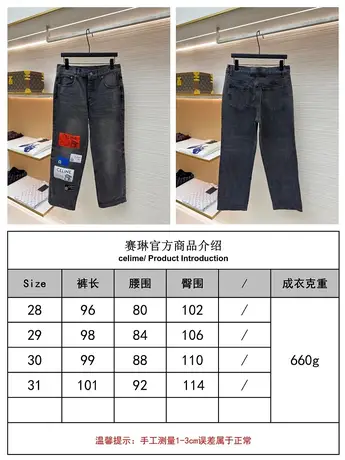 CELINE
赛琳官方商品介绍
celime/ Product Introduction
Size 裤长 腰围 臀围 / 成衣克重
28 96 80 102 /
29 98 84 106 /
30 99 88 110 / 660g
31 101 92 114 /
/
温馨提示: 手工测量1-3cm误差属于正常